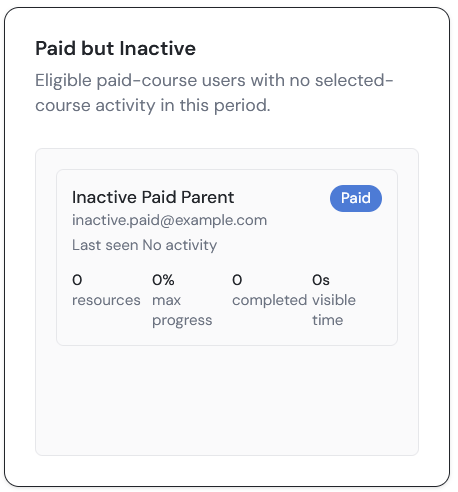 Paid but Inactive
Eligible paid-course users with no selected-
course activity in this period.
Inactive Paid Parent
Paid
inactive.paid@example.com
Last seen No activity
0 0% 0 0s
resources max completed visible
progress time